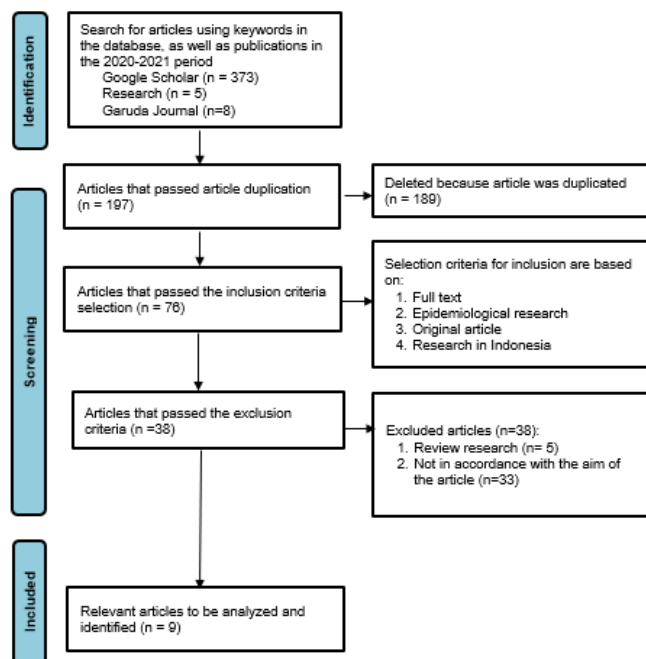 Identification
Search for articles using keywords in
the database, as well as publications in
the 2020-2021 period
Google Scholar (n = 373)
Research (n = 5)
Garuda Journal (n=8)
Screening
Articles that passed article duplication
(n = 197)
Deleted because article was duplicated
(n = 189)
Articles that passed the inclusion criteria
selection (n = 76)
Selection criteria for inclusion are based
on:
1. Full text
2. Epidemiological research
3. Original article
4. Research in Indonesia
Articles that passed the exclusion
criteria (n =38)
Excluded articles (n=38):
1. Review research (n= 5)
2. Not in accordance with the aim of
the article (n=33)
Included
Relevant articles to be analyzed and
identified (n = 9)